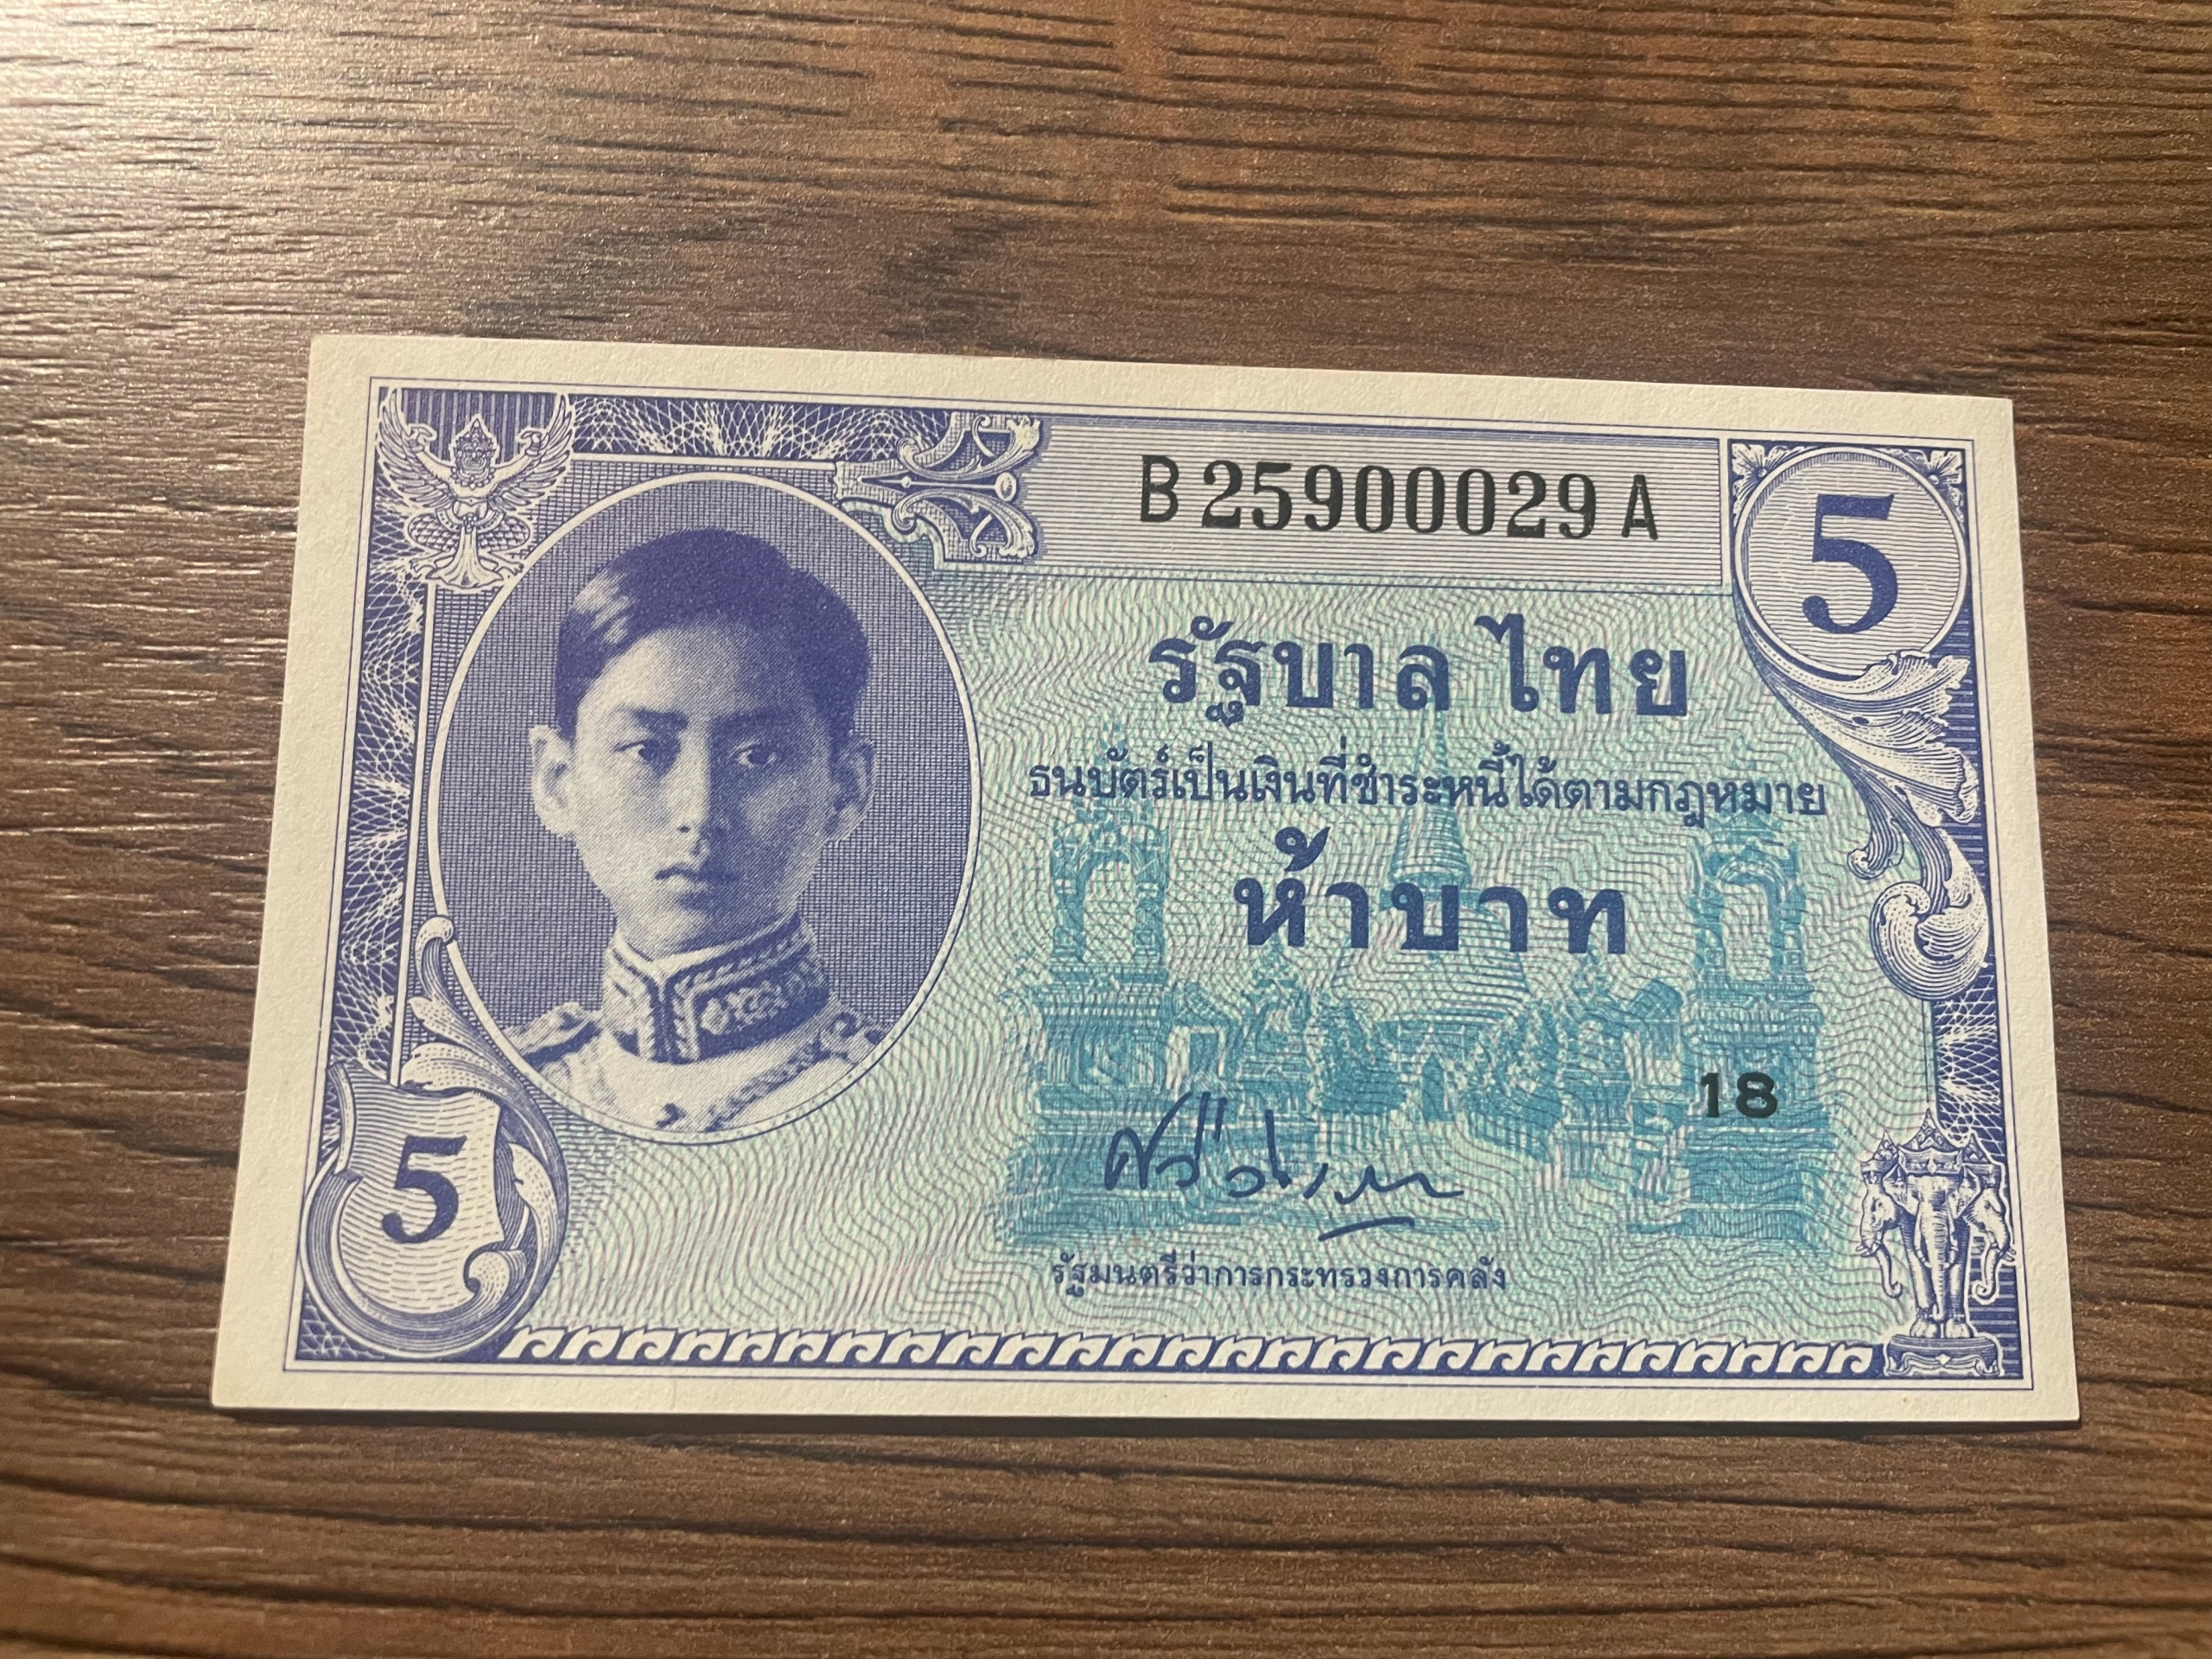 B 25900029 A
5
รัฐบาลไทย
ธนบัตร์เป็นเงินที่ชำระหนี้ได้ตามกฎหมาย
ห้าบาท
18
5
รัฐมนตรีว่าการกระทรวงการคลัง